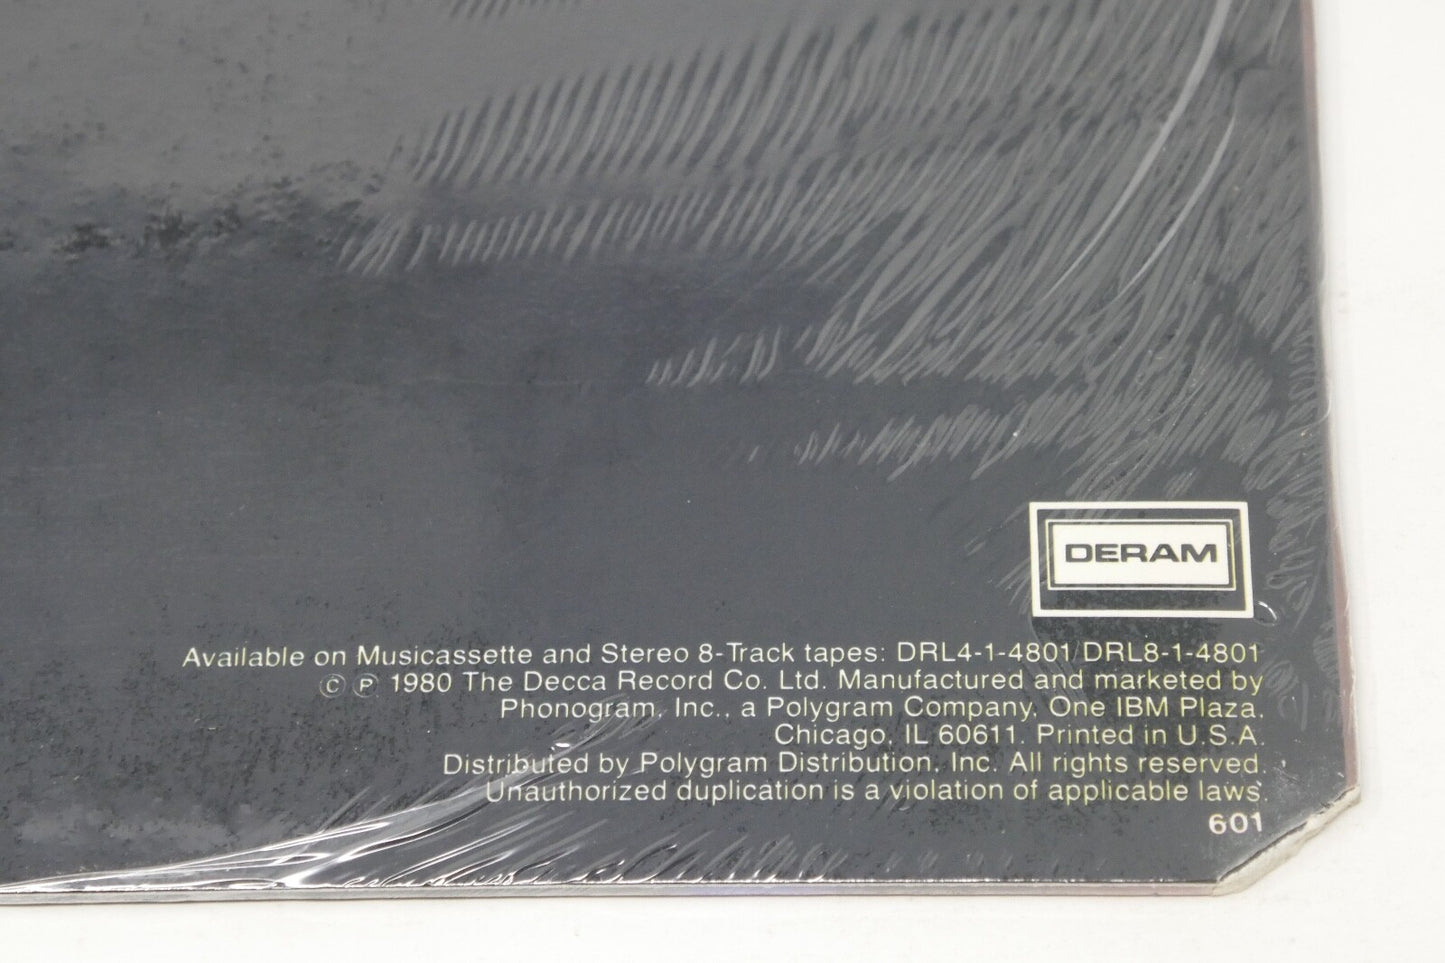 DERAM
Available on Musicassette and Stereo 8-Track tapes: DRL4-1-4801 DRL8-1-4801
© ℗ 1980 The Decca Record Co. Ltd. Manufactured and marketed by
Phonogram, Inc., a Polygram Company, One IBM Plaza,
Chicago, IL 60611. Printed in U.S.A.
Distributed by Polygram Distribution, Inc. All rights reserved.
Unauthorized duplication is a violation of applicable laws.
601